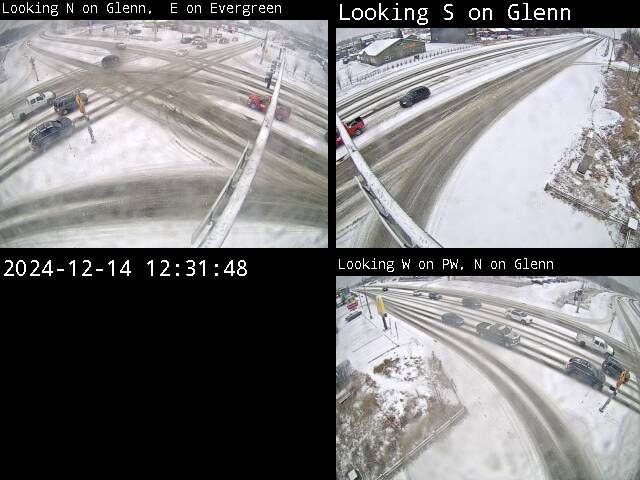 Looking N on Glenn,  E on Evergreen
Looking S on Glenn
2024-12-14 12:31:48
Looking W on PW, N on Glenn